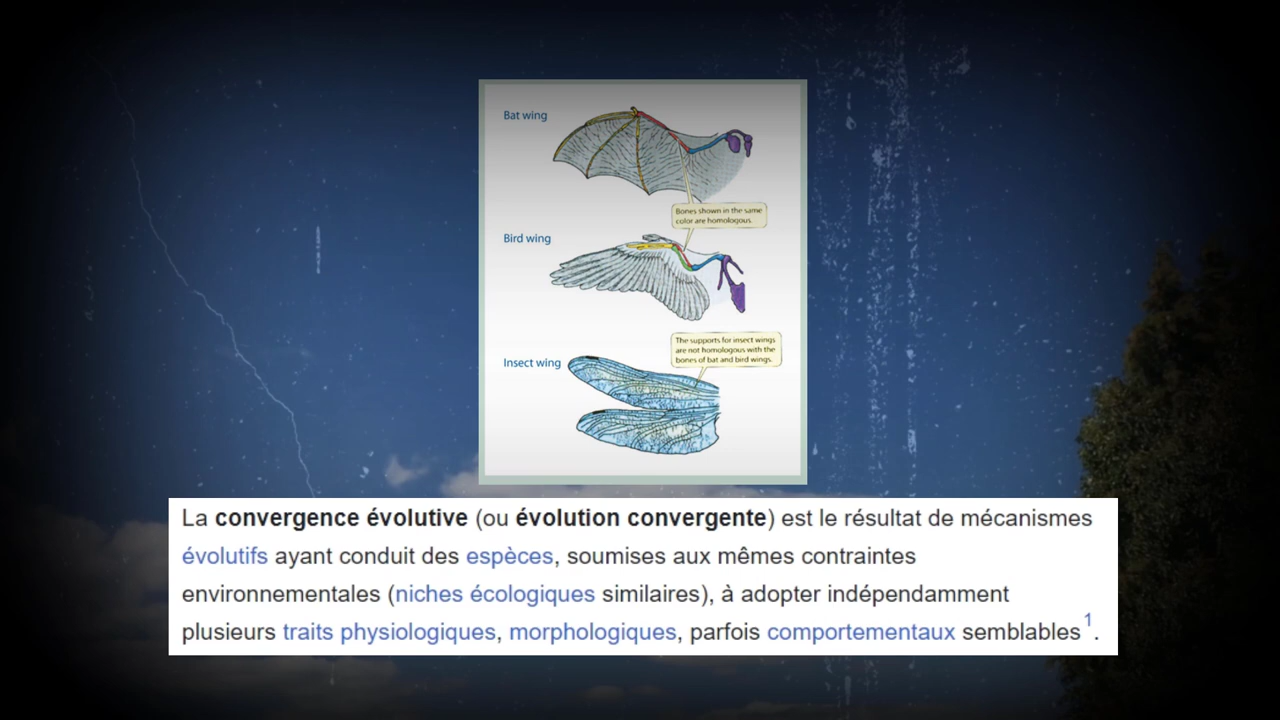 Bat wing
Bones shown in the same
color are homologous.
Bird wing
The supports for insect wings
are not homologous with the
bones of bat and bird wings.
Insect wing
La convergence évolutive (ou évolution convergente) est le résultat de mécanismes
évolutifs ayant conduit des espèces, soumises aux mêmes contraintes
environnementales (niches écologiques similaires), à adopter indépendamment
plusieurs traits physiologiques, morphologiques, parfois comportementaux semblables1.